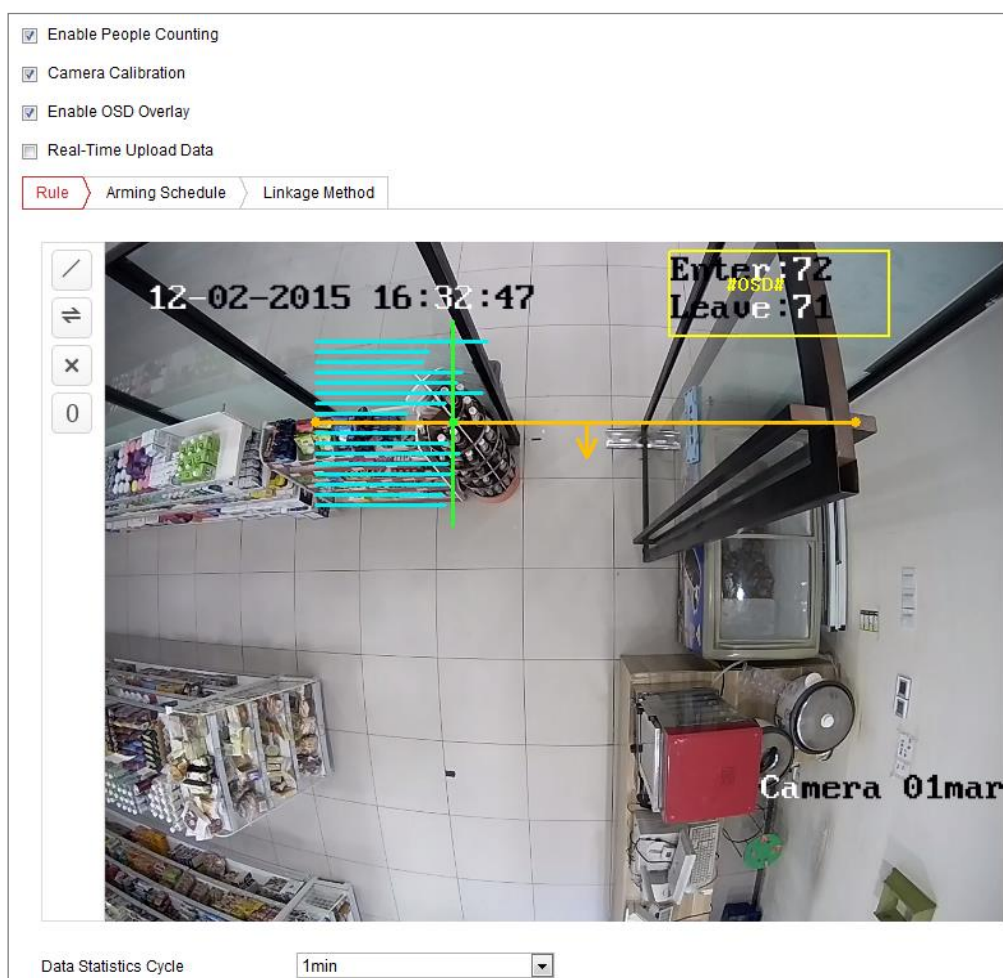 Enable People Counting
Camera Calibration
Enable OSD Overlay
Real-Time Upload Data
Rule Arming Schedule Linkage Method
12-02-2015 16:32:47
Enter:72
#OSD#
Leave:71
0
Camera 01mar
Data Statistics Cycle 1min